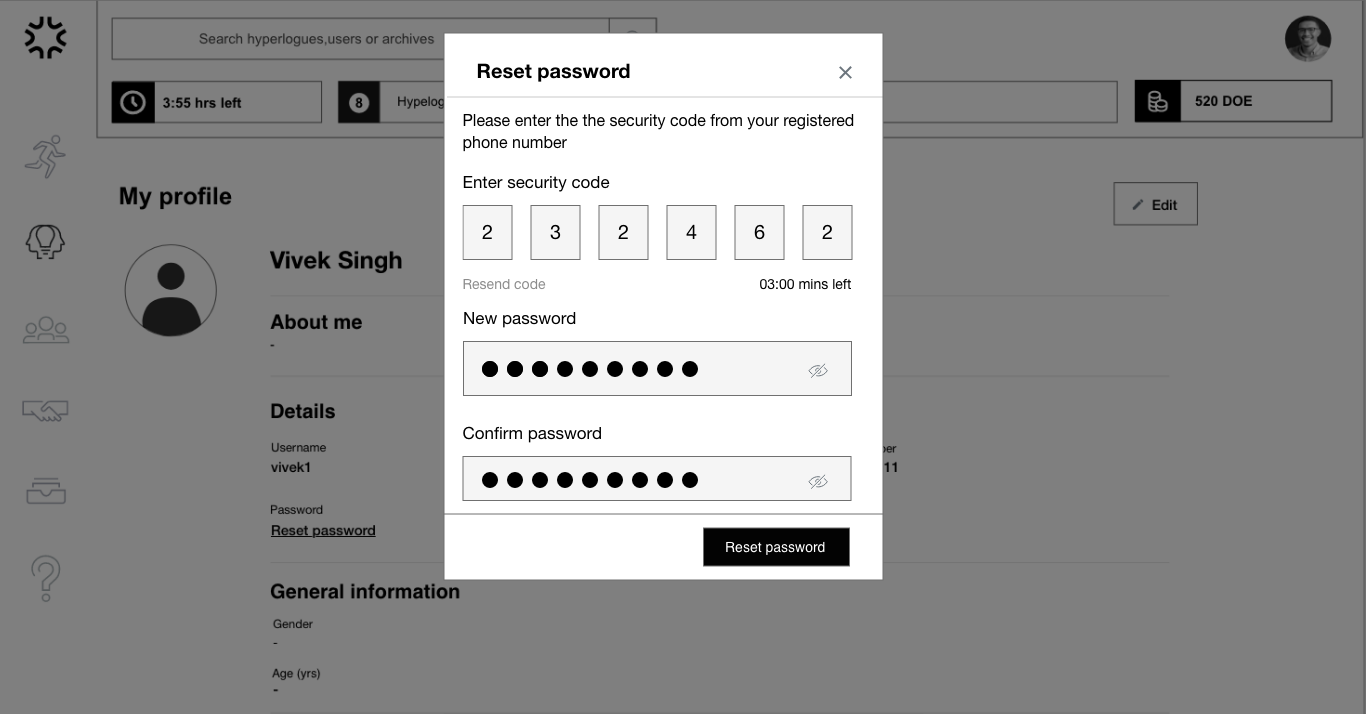 Search hyperlogues,users or archives
3:55 hrs left
8
520 DOE
Reset password
Please enter the the security code from your registered
phone number
Enter security code
2 3 2 4 6 2
Resend code
03:00 mins left
New password
Confirm password
Reset password
My profile
Edit
Vivek Singh
About me
-
Details
Username
vivek1
11
Password
Reset password
General information
Gender
-
Age (yrs)
-